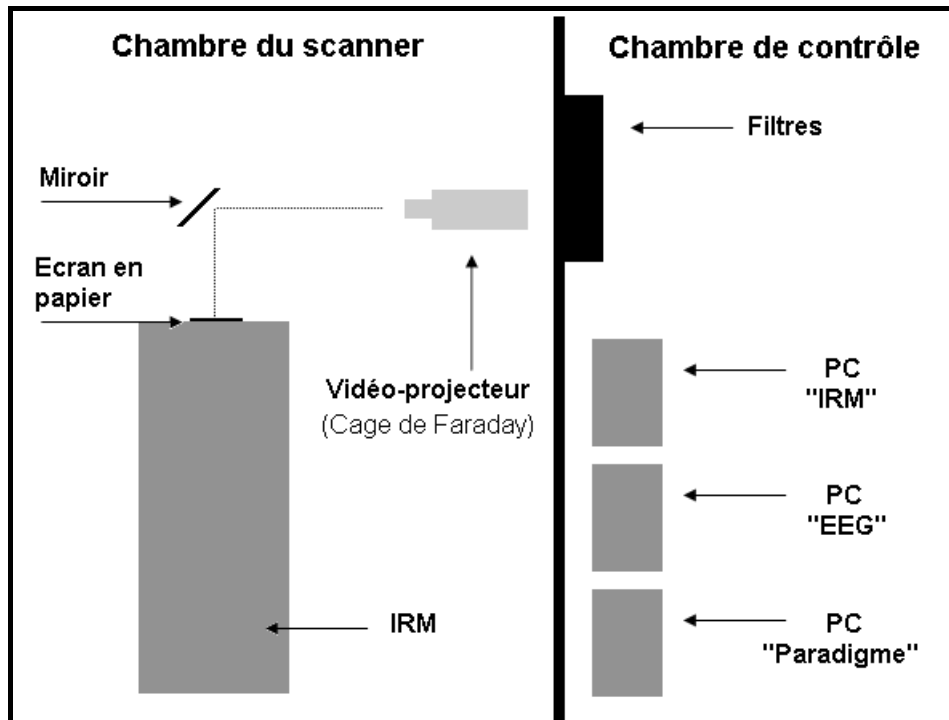 Chambre du scanner
Miroir
Ecran en
papier
Vidéo-projecteur
(Cage de Faraday)
IRM
Chambre de contrôle
Filtres
PC
"IRM"
PC
"EEG"
PC
"Paradigme"